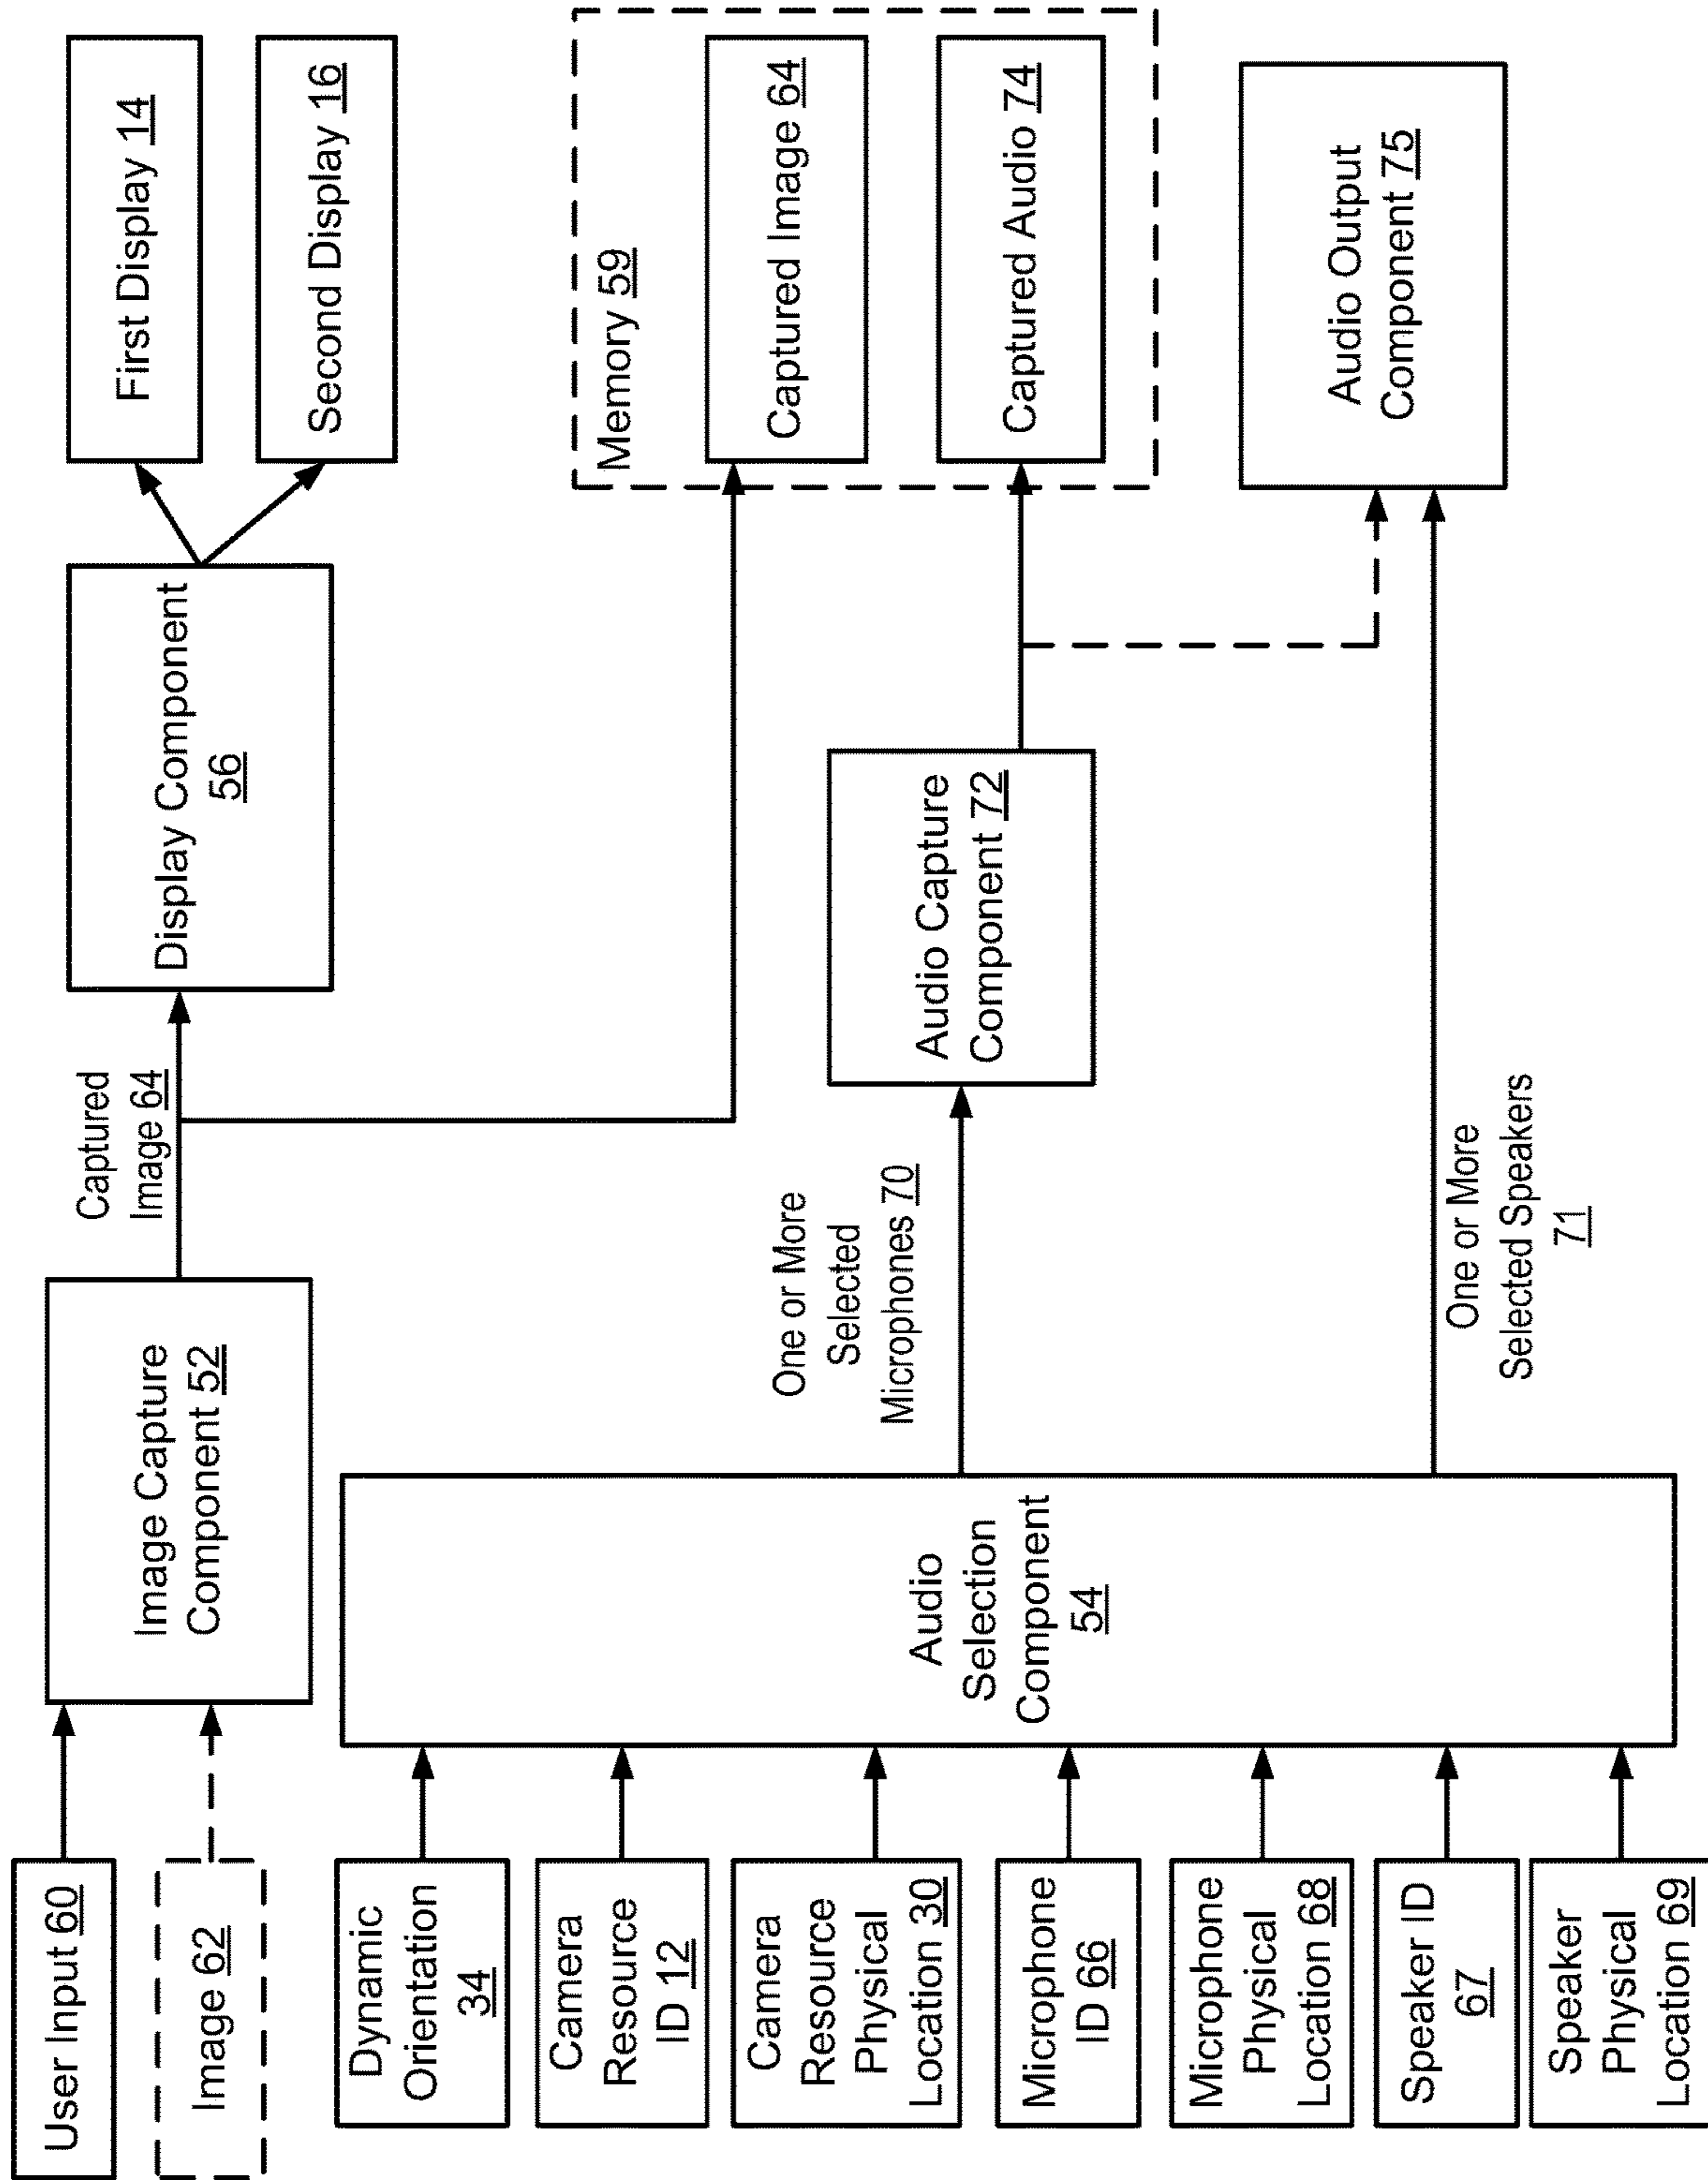 User Input 60
Image 62
Image Capture
Component 52
Captured
Image 64
Display Component
56
First Display 14
Second Display 16
Dynamic
Orientation
34
Camera
Resource
ID 12
Camera
Resource
Physical
Location 30
Microphone
ID 66
Microphone
Physical
Location 68
Speaker ID
67
Speaker
Physical
Location 69
Audio
Selection
Component
54
One or More
Selected
Microphones 70
Audio Capture
Component 72
One or More
Selected Speakers
71
Memory 59
Captured Image 64
Captured Audio 74
Audio Output
Component 75